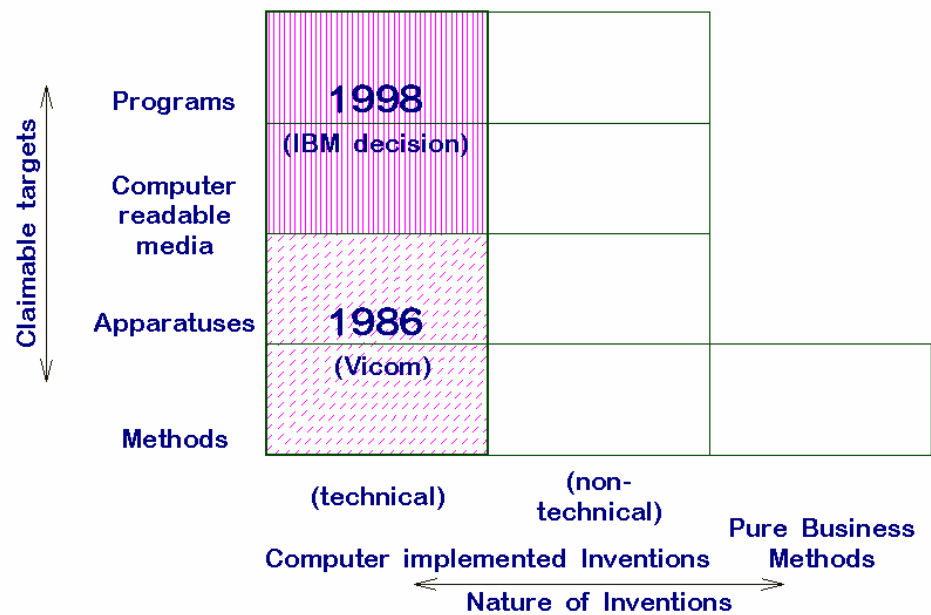 Claimable targets
Programs
1998
(IBM decision)
Computer
readable
media
Apparatuses
1986
(Vicom)
Methods
(technical)
(non-
technical)
Pure Business
Methods
Computer implemented Inventions
Nature of Inventions